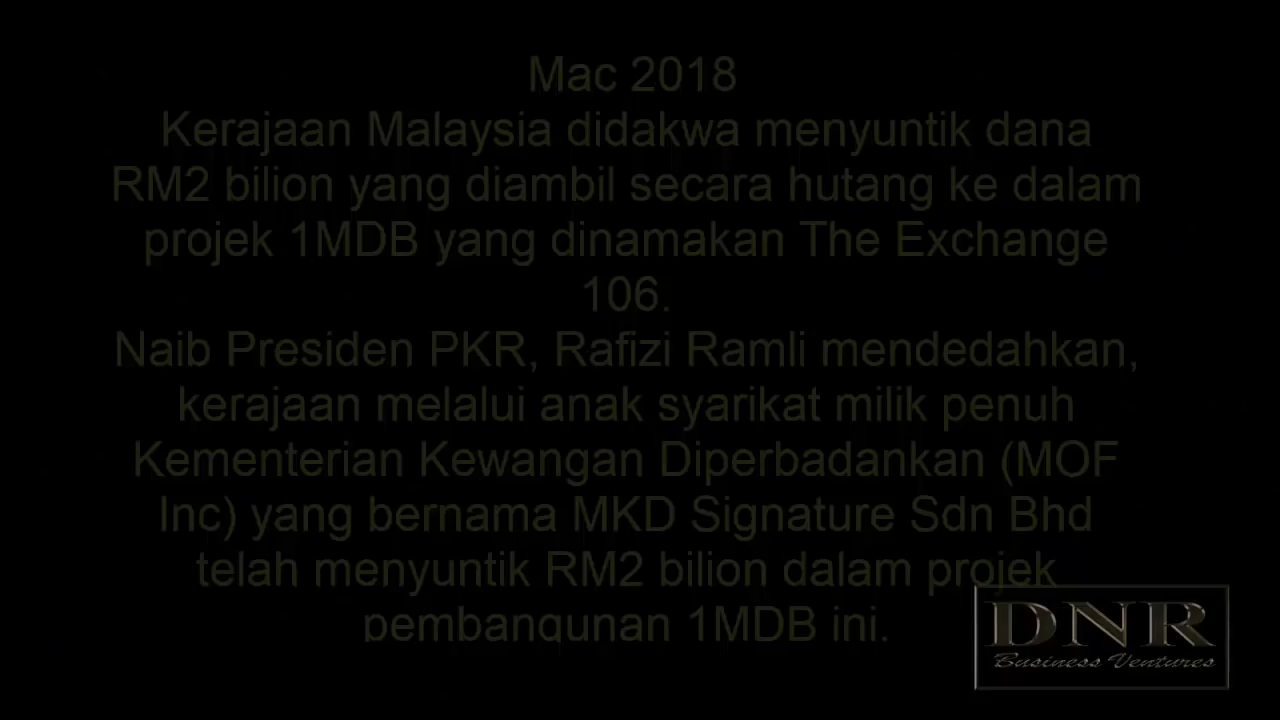 Mac 2018
Kerajaan Malaysia didakwa menyuntik dana
RM2 bilion yang diambil secara hutang ke dalam
projek 1MDB yang dinamakan The Exchange
106.
Naib Presiden PKR, Rafizi Ramli mendedahkan,
kerajaan melalui anak syarikat milik penuh
Kementerian Kewangan Diperbadankan (MOF
Inc) yang bernama MKD Signature Sdn Bhd
telah menyuntik RM2 bilion dalam projek
pembangunan 1MDB ini.
DNR
Business Ventures